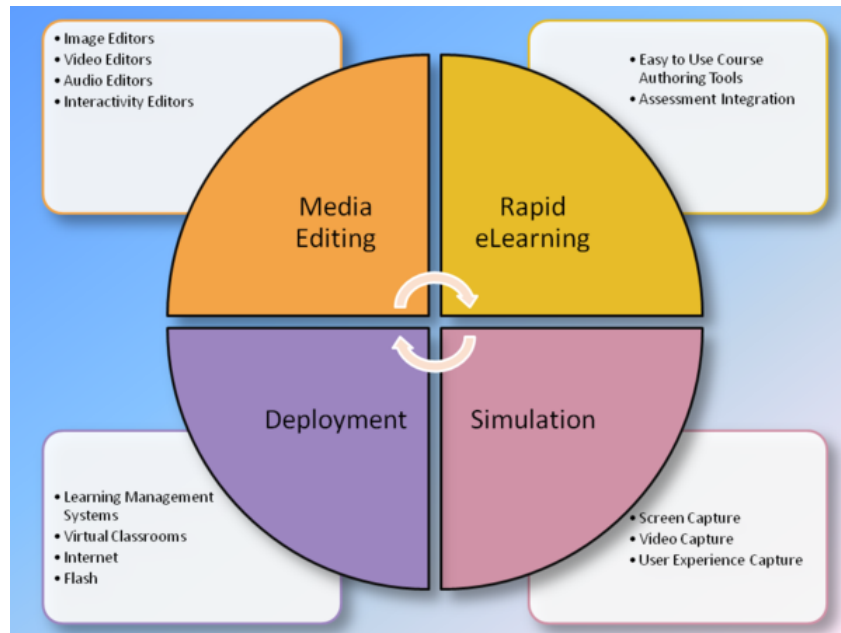 • Image Editors
• Video Editors
• Audio Editors
• Interactivity Editors
• Easy to Use Course
Authoring Tools
• Assessment Integration
Media
Editing
Rapid
eLearning
Deployment
Simulation
• Learning Management
Systems
• Virtual Classrooms
• Internet
• Flash
• Screen Capture
• Video Capture
• User Experience Capture